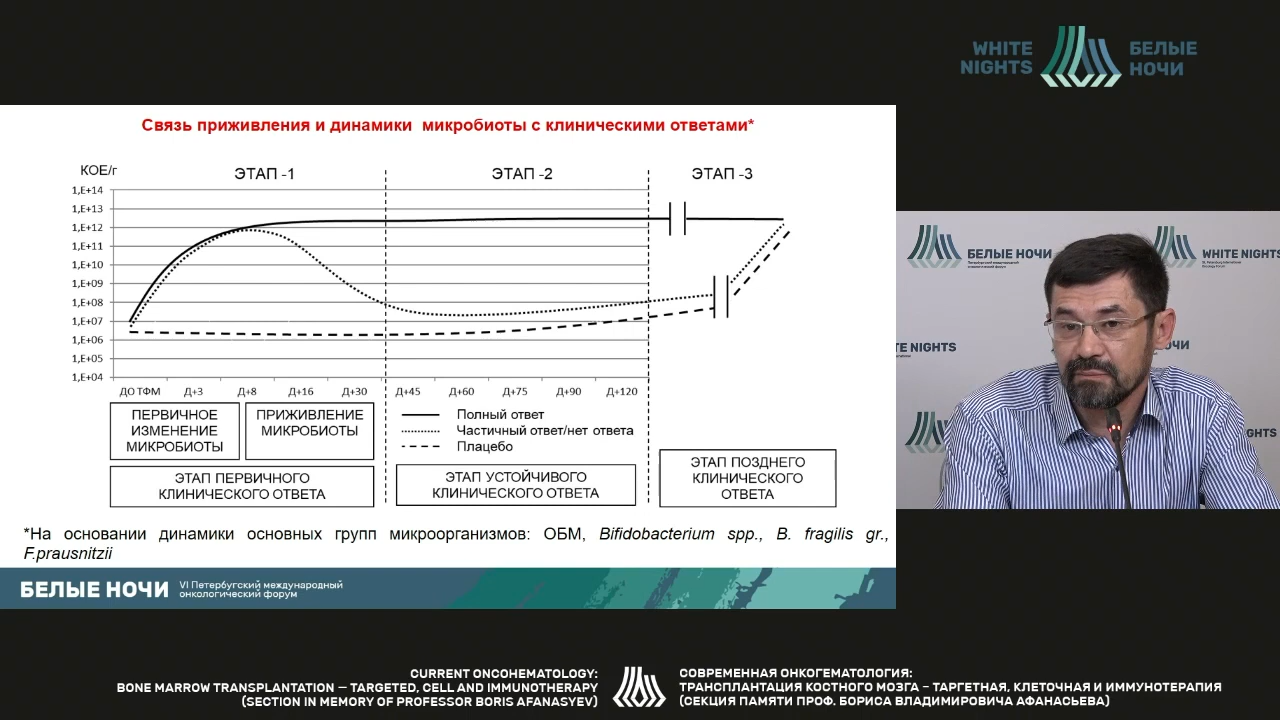 WHITE
NIGHTS
БЕЛЫЕ
НОЧИ
Связь приживления и динамики микробиоты с клиническими ответами*
КОЕ/г
ЭТАП -1
ЭТАП -2
ЭТАП -3
1,E+14
1,E+13
1,E+12
1,E+11
1,E+10
1,E+09
1,E+08
1,E+07
1,E+06
1,E+05
1,E+04
ДО ТФМ Д+3 Д+8 Д+16 Д+30 Д+45 Д+60 Д+75 Д+90 Д+120
ПЕРВИЧНОЕ
ИЗМЕНЕНИЕ
МИКРОБИОТЫ
ПРИЖИВЛЕНИЕ
МИКРОБИОТЫ
Полный ответ
Частичный ответ/нет ответа
Плацебо
ЭТАП ПЕРВИЧНОГО
КЛИНИЧЕСКОГО ОТВЕТА
ЭТАП УСТОЙЧИВОГО
КЛИНИЧЕСКОГО ОТВЕТА
ЭТАП ПОЗДНЕГО
КЛИНИЧЕСКОГО
ОТВЕТА
*На основании динамики основных групп микроорганизмов: ОБМ, Bifidobacterium spp., B. fragilis gr.,
F.prausnitzii
БЕЛЫЕ НОЧИ
VI Петербугский международный
онкологический форум
БЕЛЫЕ НОЧИ
WHITE NIGHTS
TE NIGHTS
НОЧИ
GHTS
CURRENT ONCOHEMATOLOGY:
BONE MARROW TRANSPLANTATION – TARGETED, CELL AND IMMUNOTHERAPY
(SECTION IN MEMORY OF PROFESSOR BORIS AFANASYEV)
СОВРЕМЕННАЯ ОНКОГЕМАТОЛОГИЯ:
ТРАНСПЛАНТАЦИЯ КОСТНОГО МОЗГА – ТАРГЕТНАЯ, КЛЕТОЧНАЯ И ИММУНОТЕРАПИЯ
(СЕКЦИЯ ПАМЯТИ ПРОФ. БОРИСА ВЛАДИМИРОВИЧА АФАНАСЬЕВА)